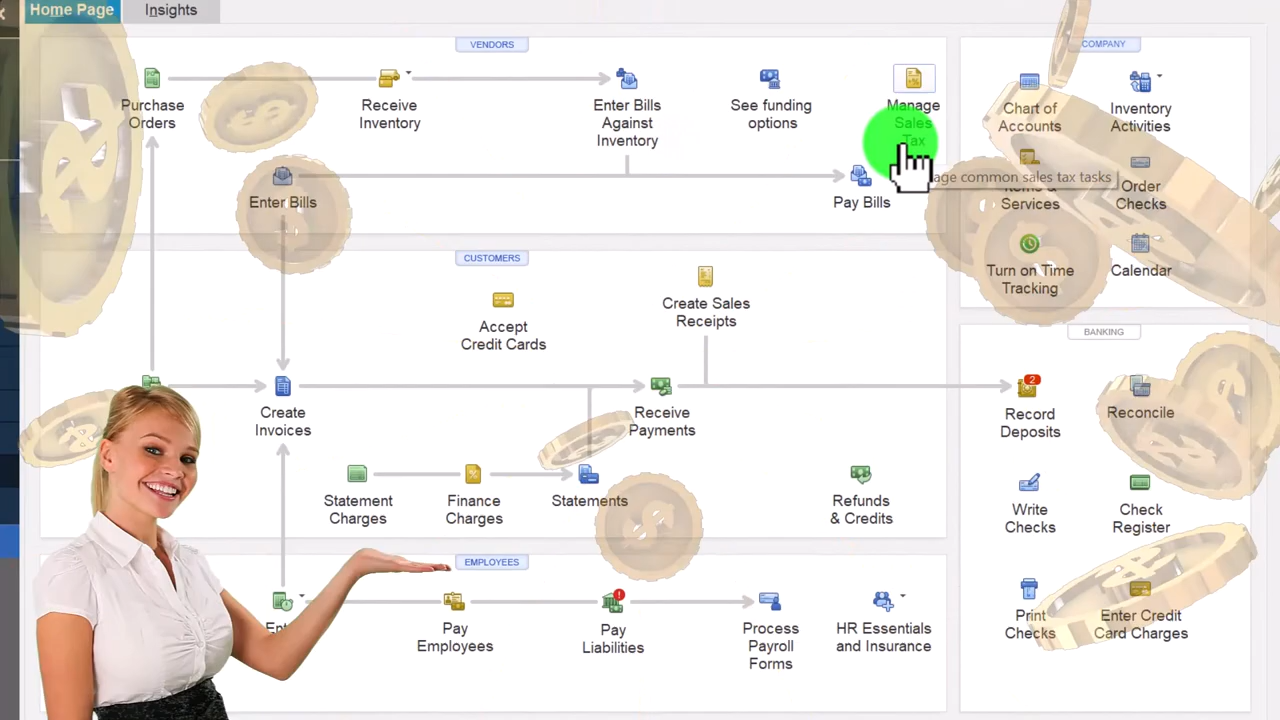 Home Page
Insights
VENDORS
COMPANY
Purchase
Orders
Receive
Inventory
Enter Bills
Against
Inventory
See funding
options
Manage
Sales
Tax
Chart of
Accounts
Inventory
Activities
age common sales tax tasks
Enter Bills
Pay Bills
Items &
Services
Order
Checks
CUSTOMERS
Turn on Time
Tracking
Calendar
Accept
Credit Cards
Create Sales
Receipts
BANKING
Create
Invoices
Receive
Payments
2
Record
Deposits
Reconcile
Statement
Charges
Finance
Charges
Statements
Refunds
& Credits
Write
Checks
Check
Register
EMPLOYEES
Pay
Employees
Pay
Liabilities
Process
Payroll
Forms
HR Essentials
and Insurance
Print
Checks
Enter Credit
Card Charges